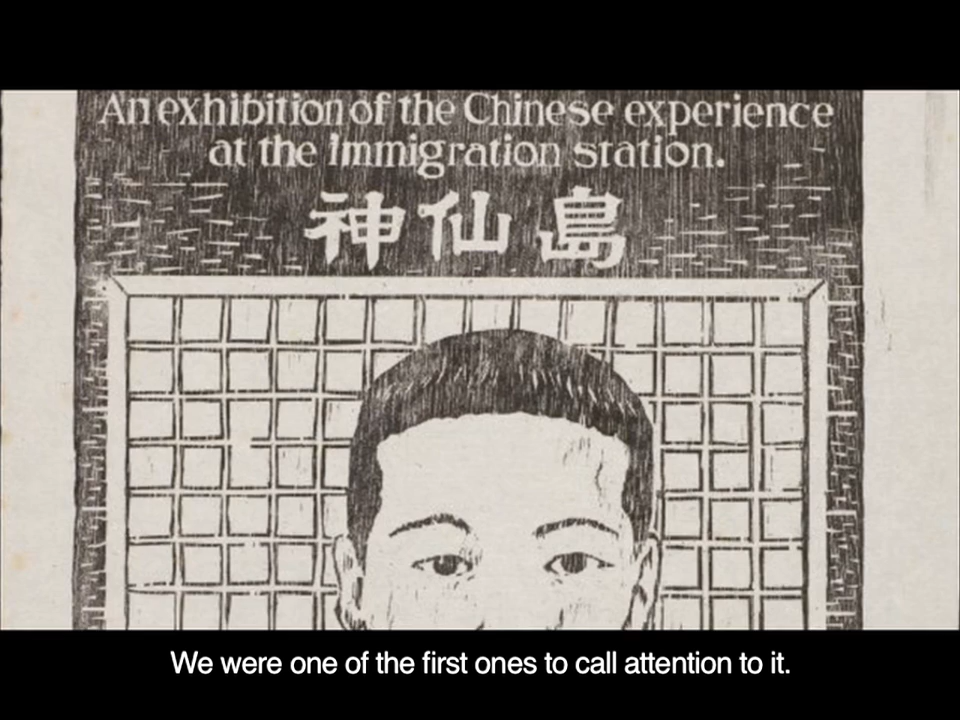 An exhibition of the Chinese experience
at the Immigration Station.
神仙島
We were one of the first ones to call attention to it.